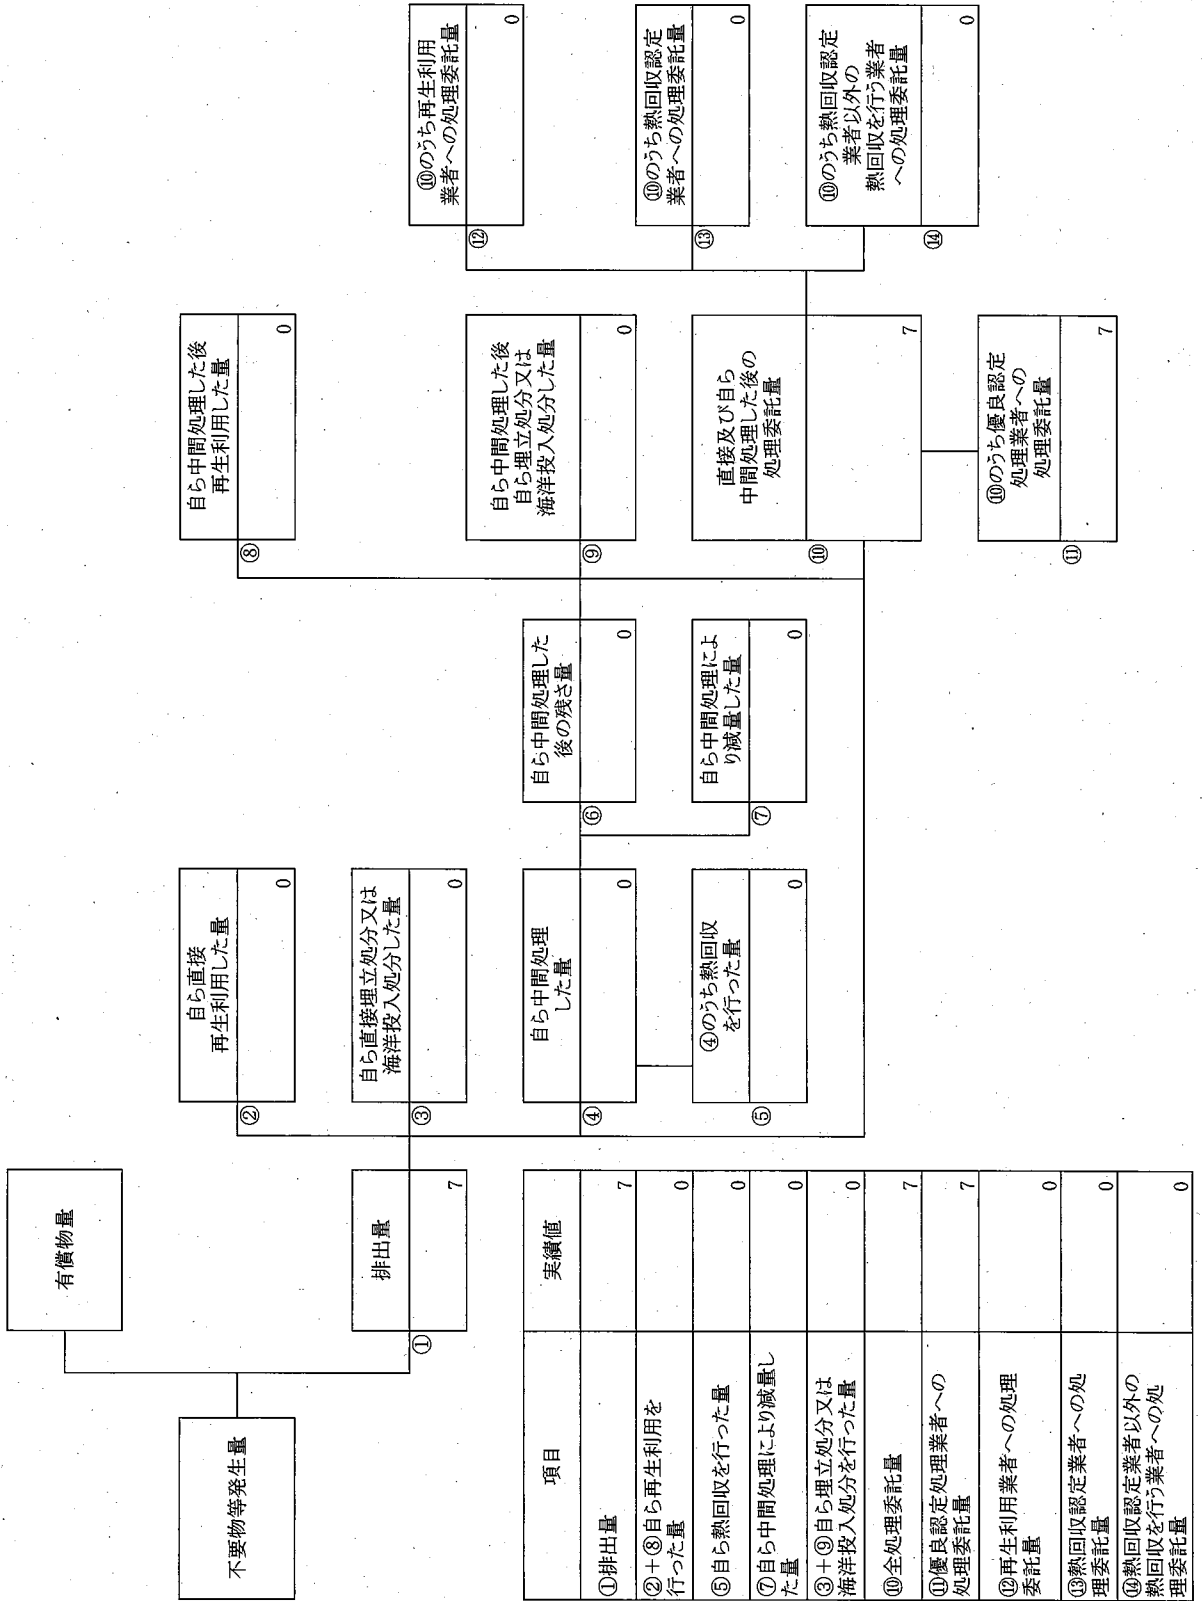 不要物等発生量
有償物量
排出量
①
7
自ら直接
再生利用した量
②
0
自ら直接埋立処分又は
海洋投入処分した量
③
0
自ら中間処理
した量
④
0
④のうち熱回収
を行った量
⑤
0
自ら中間処理した
後の残さ量
⑥
0
自ら中間処理によ
り減量した量
⑦
0
自ら中間処理した後
再生利用した量
⑧
0
自ら中間処理した後
自ら埋立処分又は
海洋投入処分した量
⑨
0
直接及び自ら
中間処理した後の
処理委託量
⑩
7
⑩のうち優良認定
処理業者への
処理委託量
⑪
7
⑩のうち再生利用
業者への処理委託量
⑫
0
⑩のうち熱回収認定
業者への処理委託量
⑬
0
⑩のうち熱回収認定
業者以外の
熱回収を行う業者
への処理委託量
⑭
0
項目 実績値
①排出量 7
②+⑧自ら再生利用を
行った量 0
⑤自ら熱回収を行った量 0
⑦自ら中間処理により減量し
た量 0
③+⑨自ら埋立処分又は
海洋投入処分を行った量 0
⑩全処理委託量 7
⑪優良認定処理業者への
処理委託量 7
⑫再生利用業者への処理
委託量 0
⑬熱回収認定業者への処
理委託量 0
⑭熱回収認定業者以外の
熱回収を行う業者への処
理委託量 0